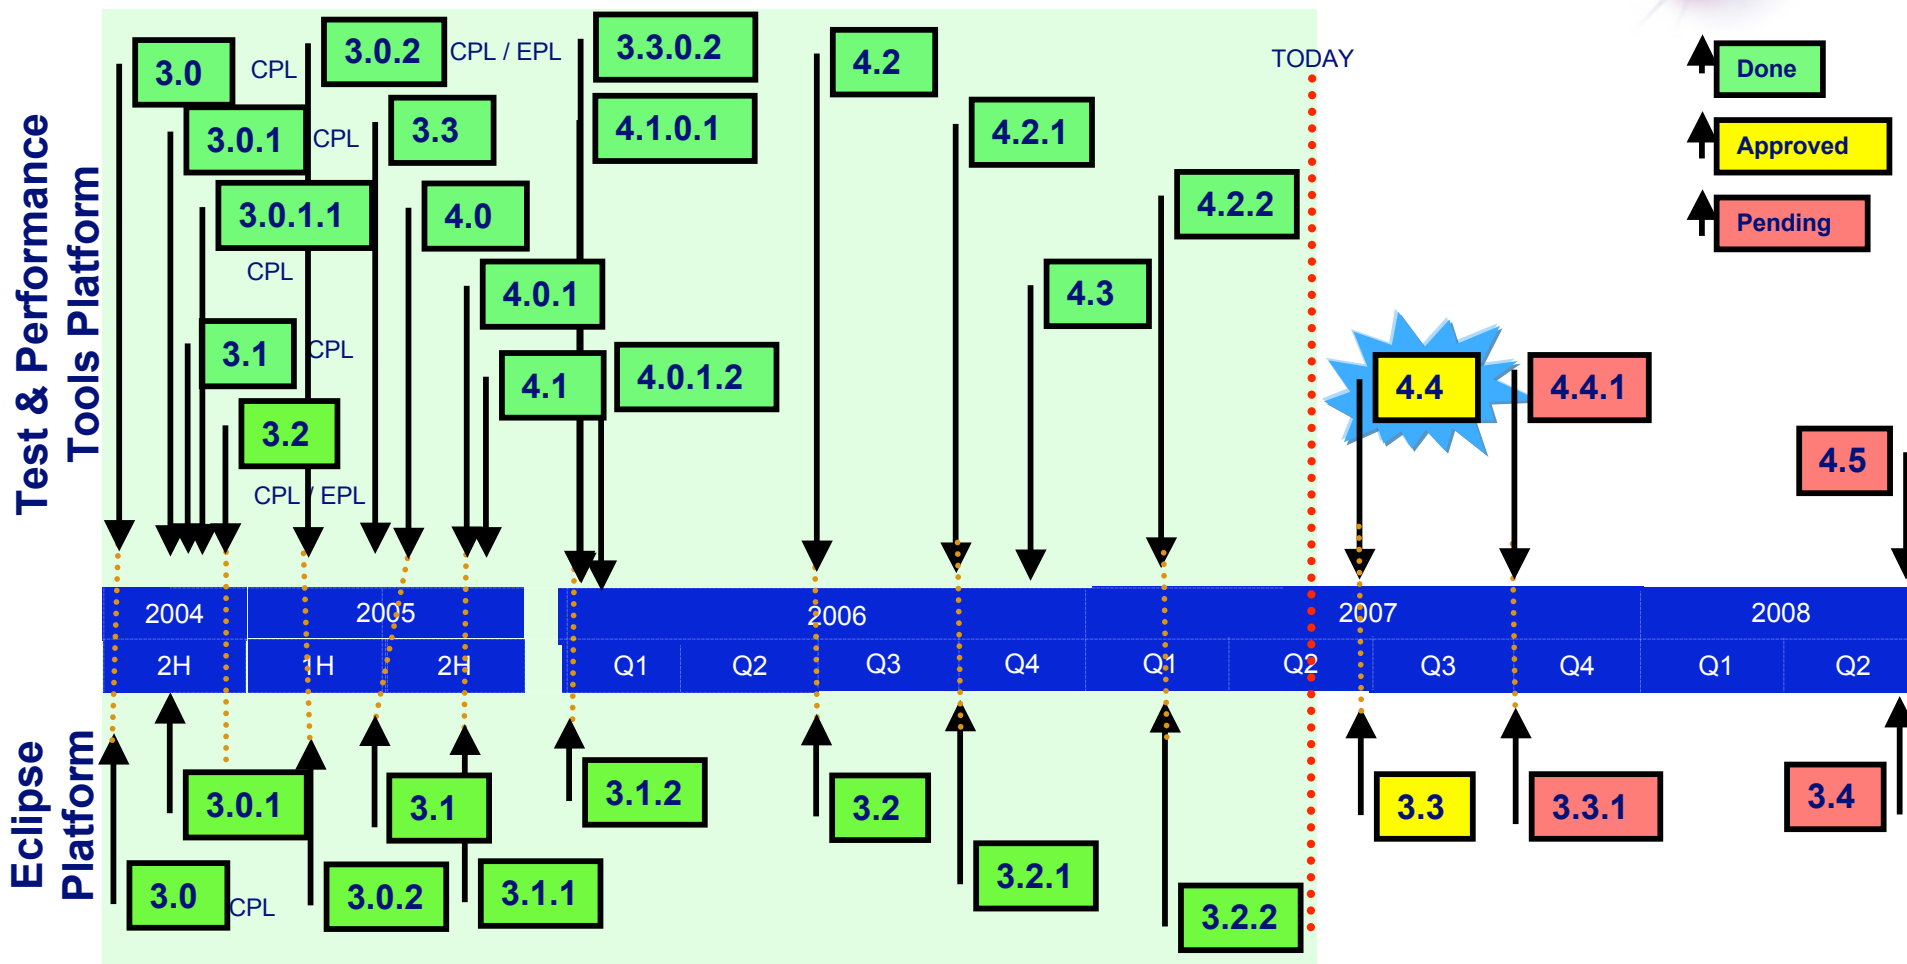 3.0
CPL
3.0.2
CPL / EPL
3.3.0.2
4.2
TODAY
Done
3.0.1
CPL
3.3
4.1.0.1
4.2.1
Approved
3.0.1.1
CPL
4.0
4.2.2
Pending
4.0.1
4.3
3.1
CPL
4.1
4.0.1.2
4.4
4.4.1
3.2
CPL / EPL
4.5
Test & Performance
Tools Platform
2004
2005
2006
2007
2008
2H
1H
2H
Q1
Q2
Q3
Q4
Q1
Q2
Q3
Q4
Q1
Q2
Eclipse
Platform
3.0.1
3.1
3.1.2
3.2
3.3
3.3.1
3.4
3.0
CPL
3.0.2
3.1.1
3.2.1
3.2.2